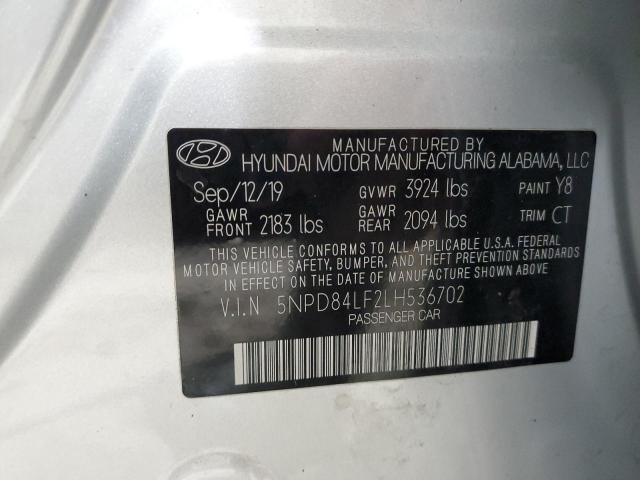 MANUFACTURED BY
HYUNDAI MOTOR MANUFACTURING ALABAMA, LLC
Sep/12/19 GVWR 3924 lbs PAINT Y8
GAWR FRONT 2183 lbs GAWR REAR 2094 lbs TRIM CT
THIS VEHICLE CONFORMS TO ALL APPLICABLE U.S.A. FEDERAL
MOTOR VEHICLE SAFETY, BUMPER, AND THEFT PREVENTION STANDARDS
IN EFFECT ON THE DATE OF MANUFACTURE SHOWN ABOVE.
V.I.N 5NPD84LF2LH536702
PASSENGER CAR